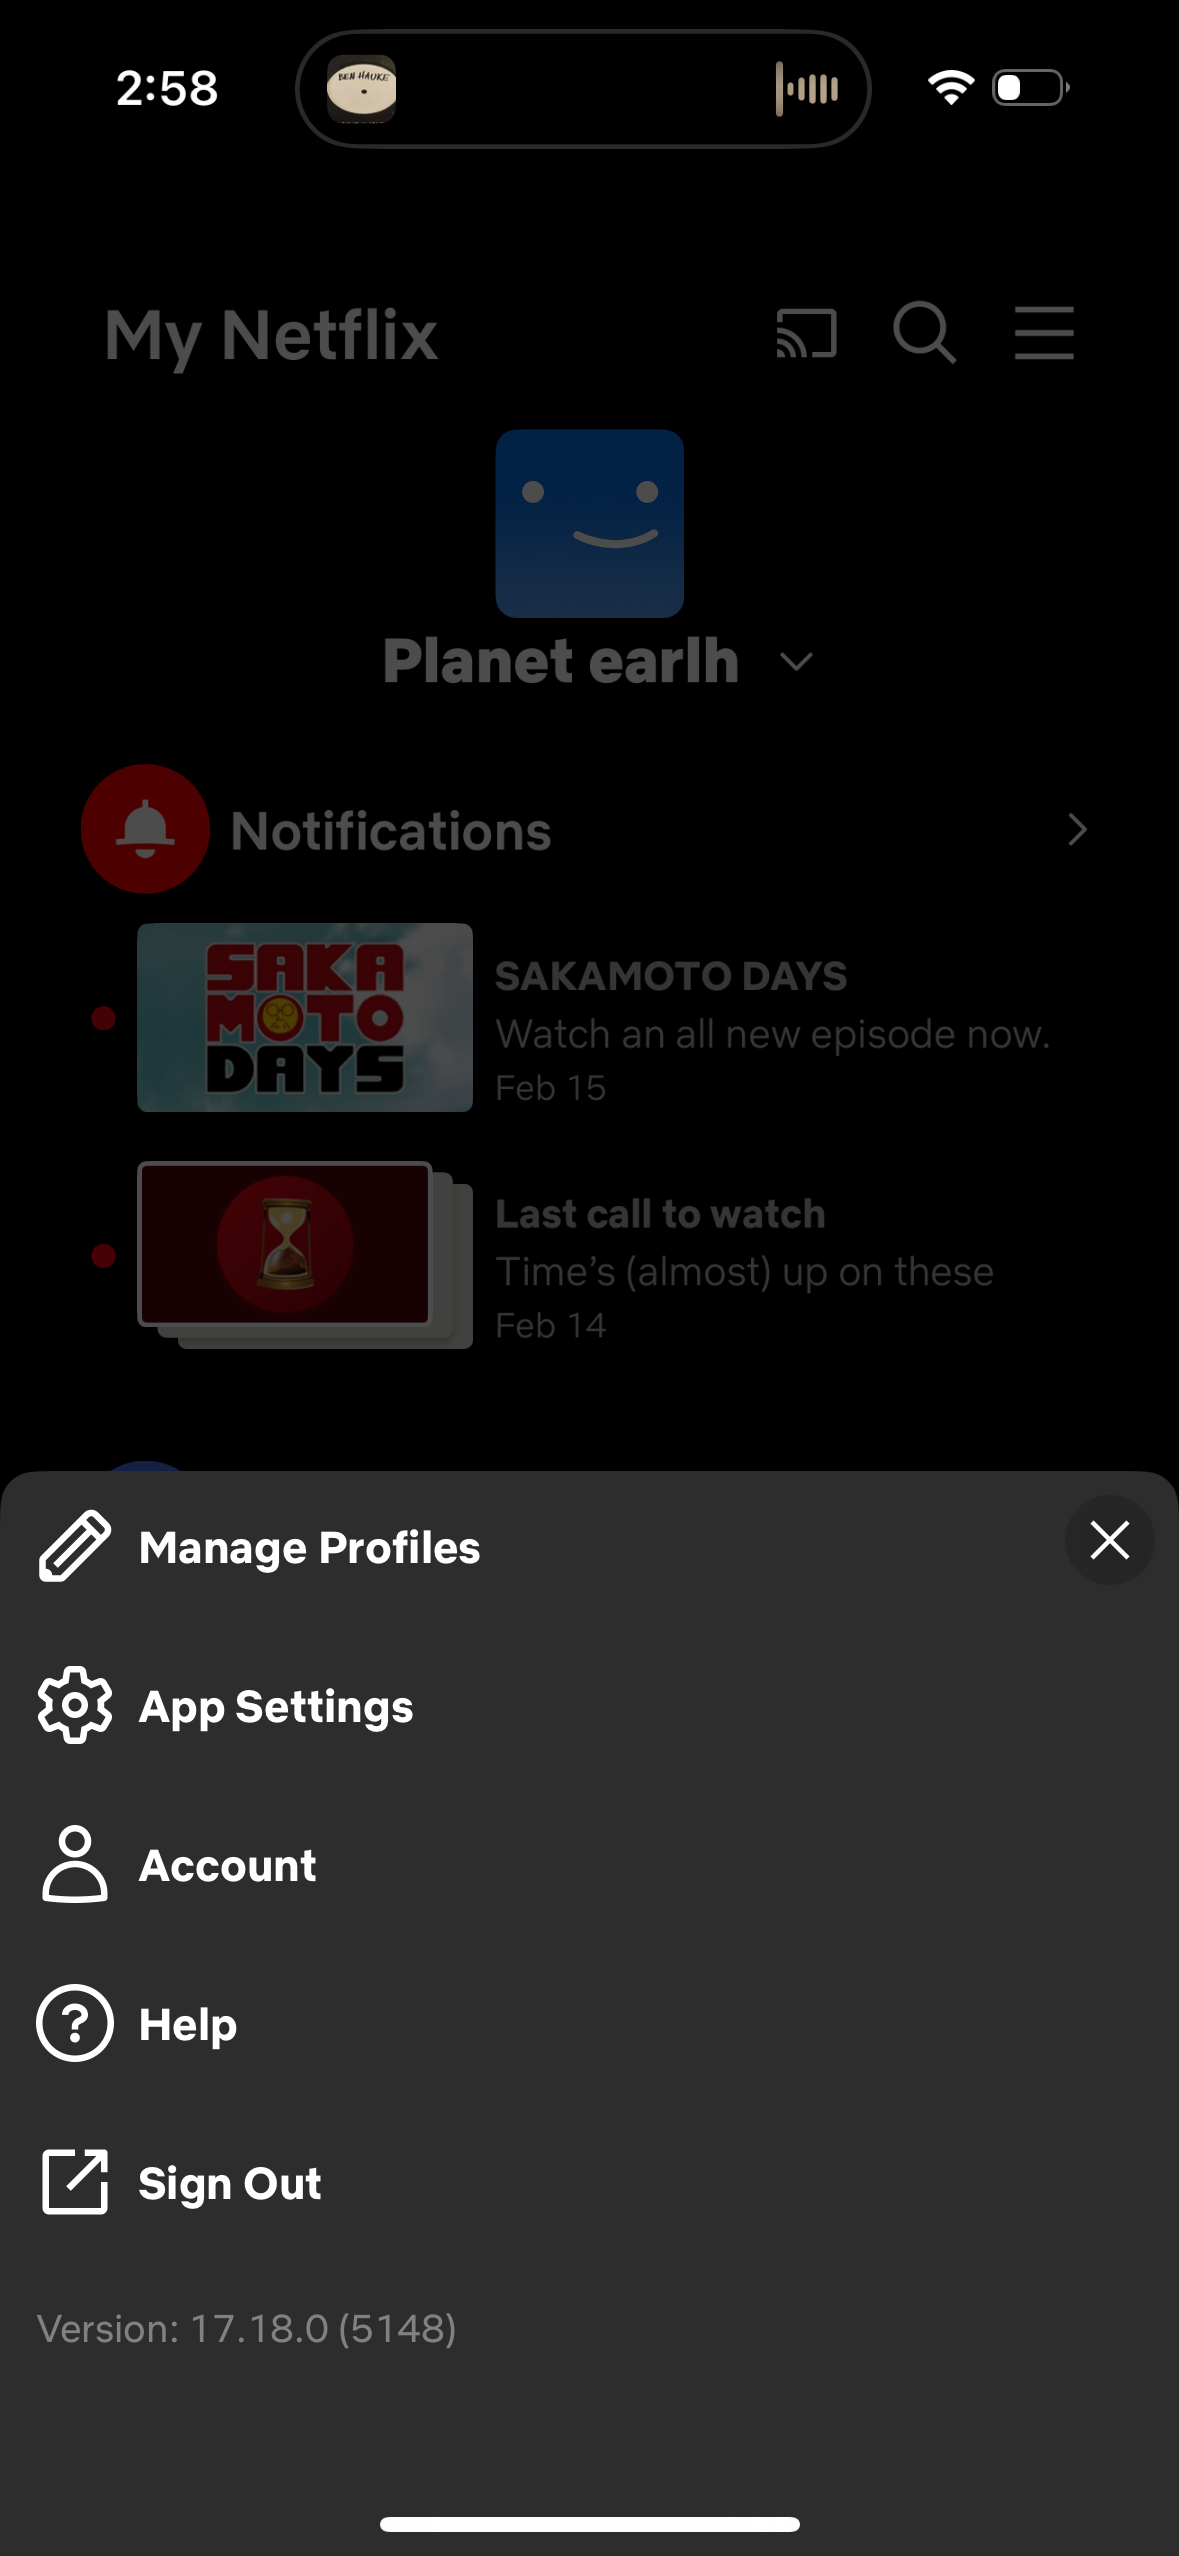 2:58
BEN HAUKE
My Netflix
Planet earlh
Notifications
SAKA
MOTO
DAYS
SAKAMOTO DAYS
Watch an all new episode now.
Feb 15
Last call to watch
Time’s (almost) up on these
Feb 14
Manage Profiles
App Settings
Account
Help
Sign Out
Version: 17.18.0 (5148)